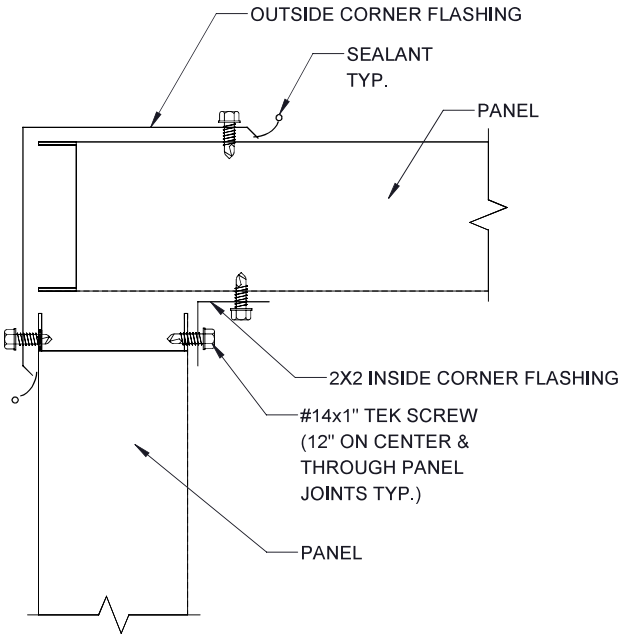 OUTSIDE CORNER FLASHING
SEALANT
TYP.
PANEL
2X2 INSIDE CORNER FLASHING
#14x1" TEK SCREW
(12" ON CENTER &
THROUGH PANEL
JOINTS TYP.)
PANEL